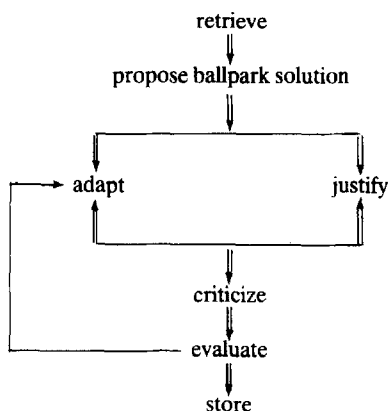 retrieve
propose ballpark solution
adapt
justify
criticize
evaluate
store